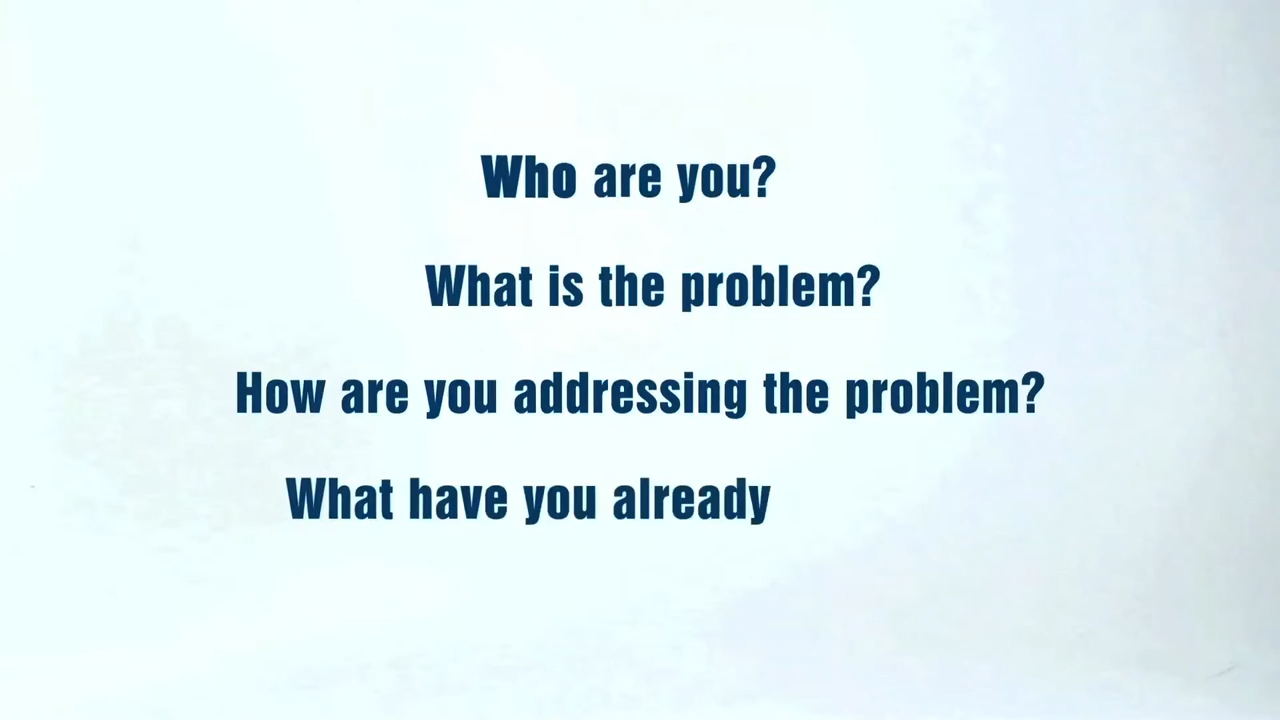 Who are you?
What is the problem?
How are you addressing the problem?
What have you already